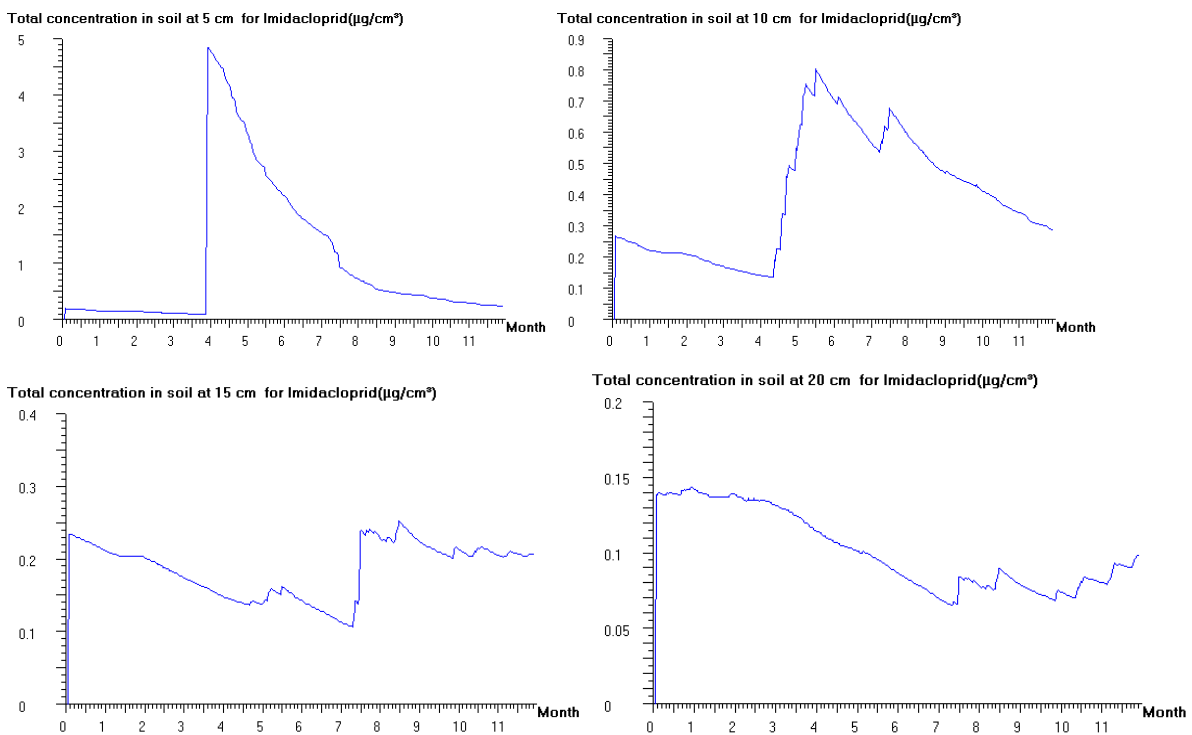 Total concentration in soil at 5 cm for Imidacloprid(µg/cm³)
5
4
3
2
1
0
0 1 2 3 4 5 6 7 8 9 10 11
Month
Total concentration in soil at 10 cm for Imidacloprid(µg/cm³)
0.9
0.8
0.7
0.6
0.5
0.4
0.3
0.2
0.1
0
0 1 2 3 4 5 6 7 8 9 10 11
Month
Total concentration in soil at 15 cm for Imidacloprid(µg/cm³)
0.4
0.3
0.2
0.1
0
0 1 2 3 4 5 6 7 8 9 10 11
Month
Total concentration in soil at 20 cm for Imidacloprid(µg/cm³)
0.2
0.15
0.1
0.05
0
0 1 2 3 4 5 6 7 8 9 10 11
Month